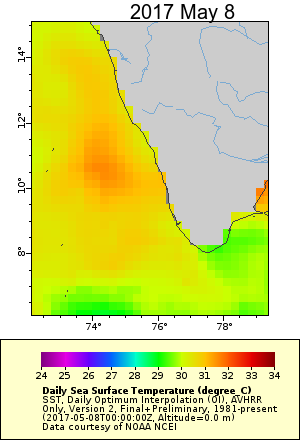 2017 May 8
14°
12°
10°
8°
74°
76°
78°
24 25 26 27 28 29 30 31 32 33 34
Daily Sea Surface Temperature (degree_C)
SST, Daily Optimum Interpolation (OI), AVHRR
Only, Version 2, Final+Preliminary, 1981-present
(2017-05-08T00:00:00Z, Altitude=0.0 m)
Data courtesy of NOAA NCEI